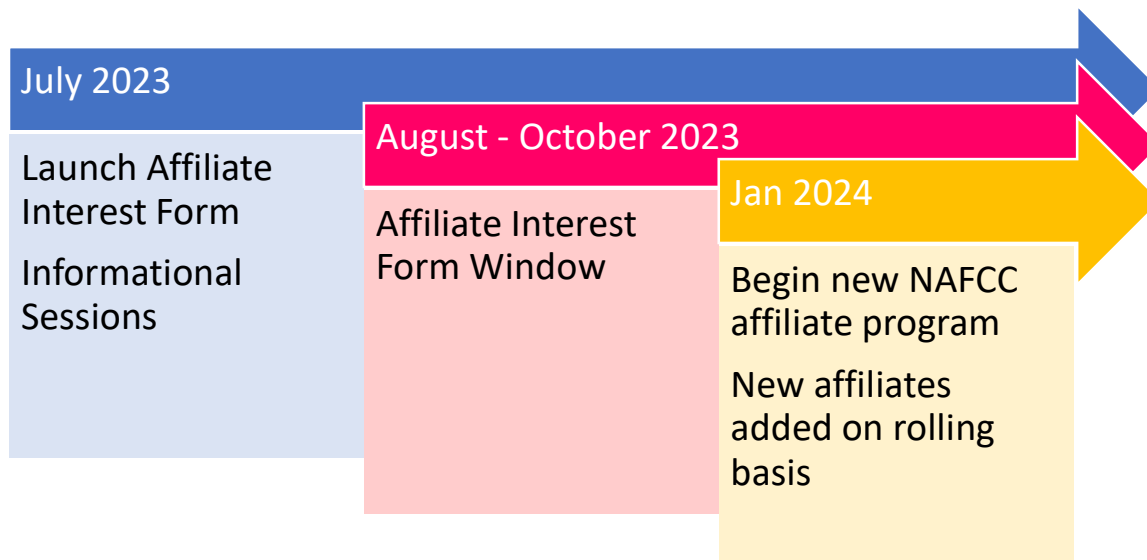 July 2023
Launch Affiliate
Interest Form
Informational
Sessions
August - October 2023
Affiliate Interest
Form Window
Jan 2024
Begin new NAFCC
affiliate program
New affiliates
added on rolling
basis